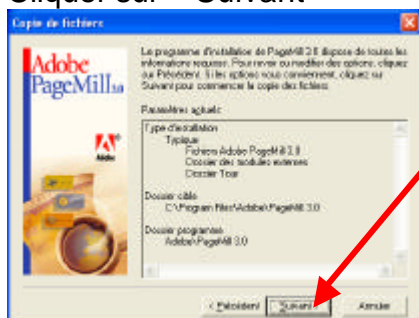 Cliquer sur « Suivant
Copie de fichiers
Adobe
PageMill 3.0
Adobe
Le programme d'installation de PageMill 3.0 dispose de toutes les
informations requises. Pour revoir ou modifier des options, cliquez
sur Précédent. Si les options vous conviennent, cliquez sur
Suivant pour commencer la copie des fichiers.
Paramètres actuels:
Type d'installation
Typique
Fichiers Adobe PageMill 3.0
Dossier des modules externes
Dossier Tour
Dossier cible
C:\Program Files\Adobe\PageMill 3.0
Dossier programme
Adobe\PageMill 3.0
< Précédent
Suivant >
Annuler